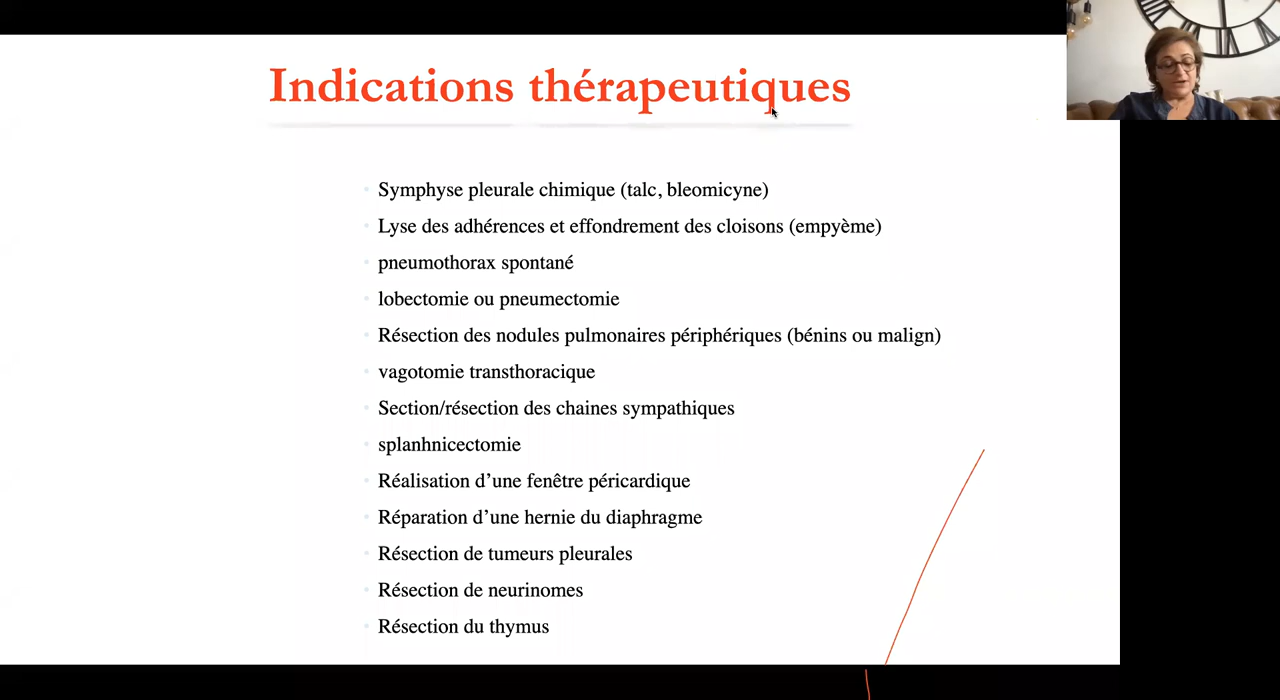 Indications thérapeutiques
Symphyse pleurale chimique (talc, bleomicyne)
Lyse des adhérences et effondrement des cloisons (empyème)
pneumothorax spontané
lobectomie ou pneumectomie
Résection des nodules pulmonaires périphériques (bénins ou malign)
vagotomie transthoracique
Section/résection des chaines sympathiques
splanhnicectomie
Réalisation d’une fenêtre péricardique
Réparation d’une hernie du diaphragme
Résection de tumeurs pleurales
Résection de neurinomes
Résection du thymus